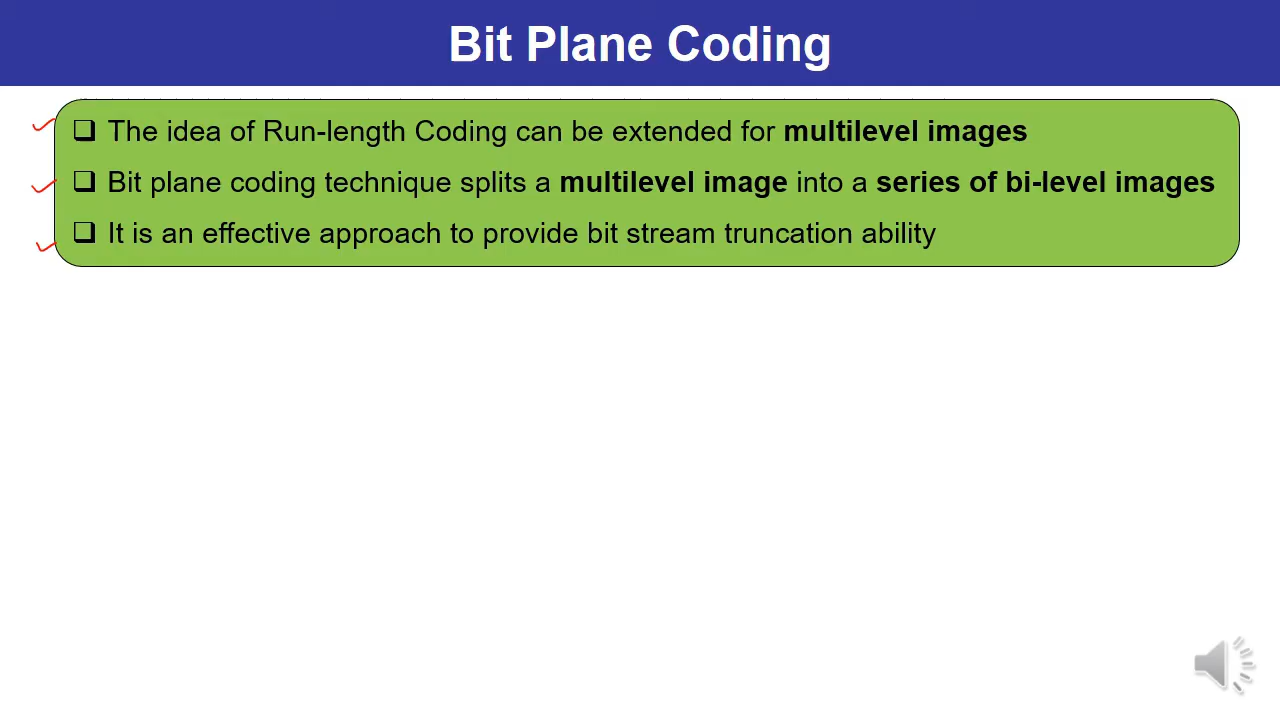 Bit Plane Coding
The idea of Run-length Coding can be extended for multilevel images
Bit plane coding technique splits a multilevel image into a series of bi-level images
It is an effective approach to provide bit stream truncation ability